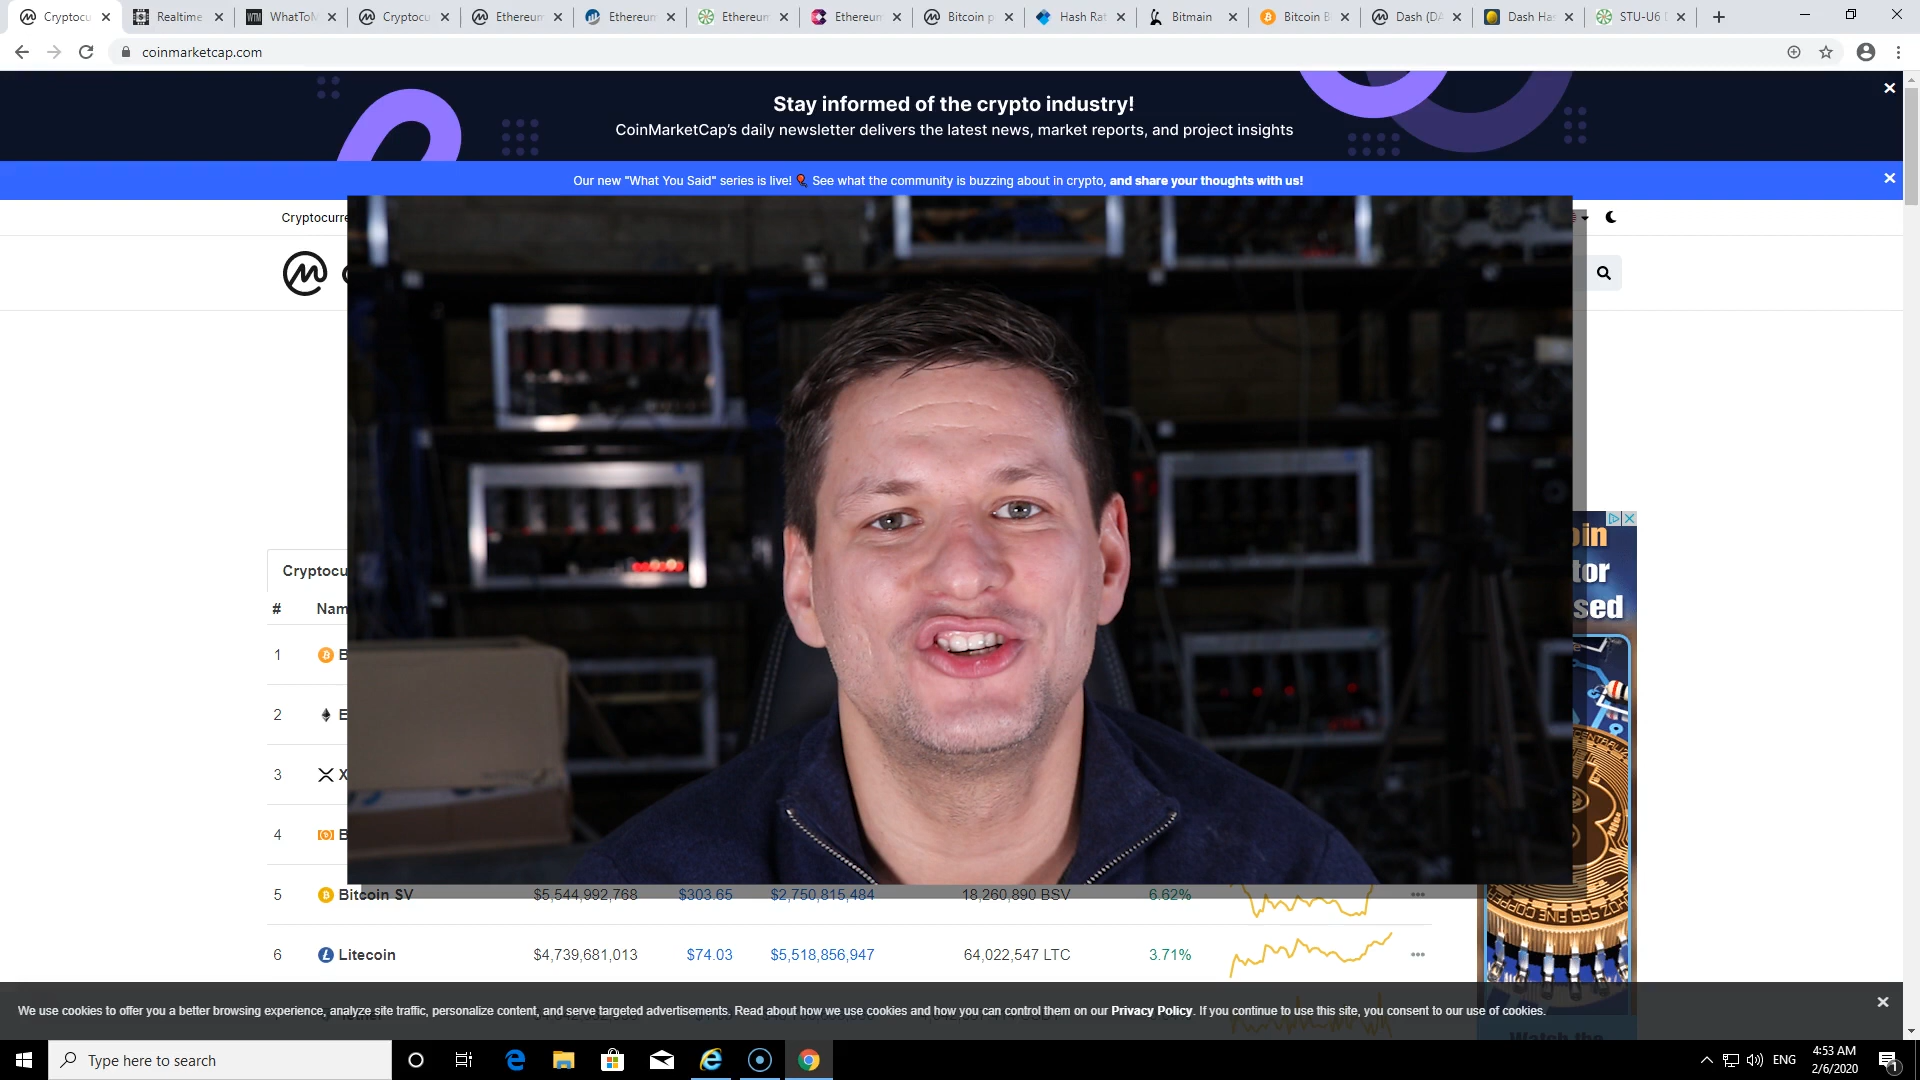 Cryptocu
Realtime
WhatToM
Cryptocu
Ethereum
Ethereum
Ethereum
Ethereum
Bitcoin p
Hash Rat
Bitmain
Bitcoin B
Dash (DA
Dash Ha
STU-U6
coinmarketcap.com
Stay informed of the crypto industry!
CoinMarketCap's daily newsletter delivers the latest news, market reports, and project insights
Our new "What You Said" series is live! See what the community is buzzing about in crypto, and share your thoughts with us!
Cryptocurre
Cryptocu
# Nam
1 B
2 E
3 X
4 B
5 Bitcoin SV $5,544,992,768 $303.65 $2,750,815,484 18,260,890 BSV 6.62%
6 Litecoin $4,739,681,013 $74.03 $5,518,856,947 64,022,547 LTC 3.71%
oin
tor
sed
We use cookies to offer you a better browsing experience, analyze site traffic, personalize content, and serve targeted advertisements. Read about how we use cookies and how you can control them on our Privacy Policy. If you continue to use this site, you consent to our use of cookies.
Watch the
Type here to search
ENG
4:53 AM
2/6/2020
1